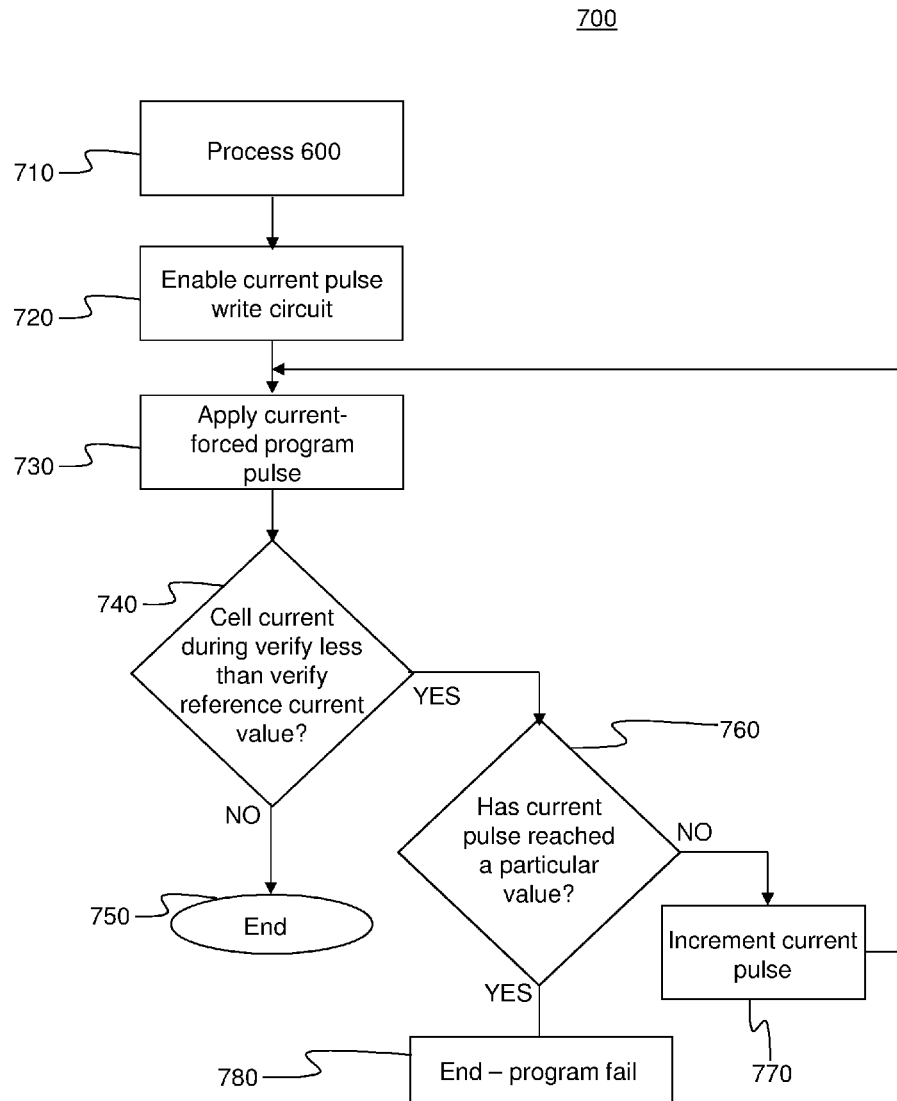 700
Process 600
710
Enable current pulse
write circuit
720
Apply current-
forced program
pulse
730
740
Cell current
during verify less
than verify
reference current
value?
YES
NO
760
Has current
pulse reached
a particular
value?
NO
YES
750
End
Increment current
pulse
770
780
End – program fail